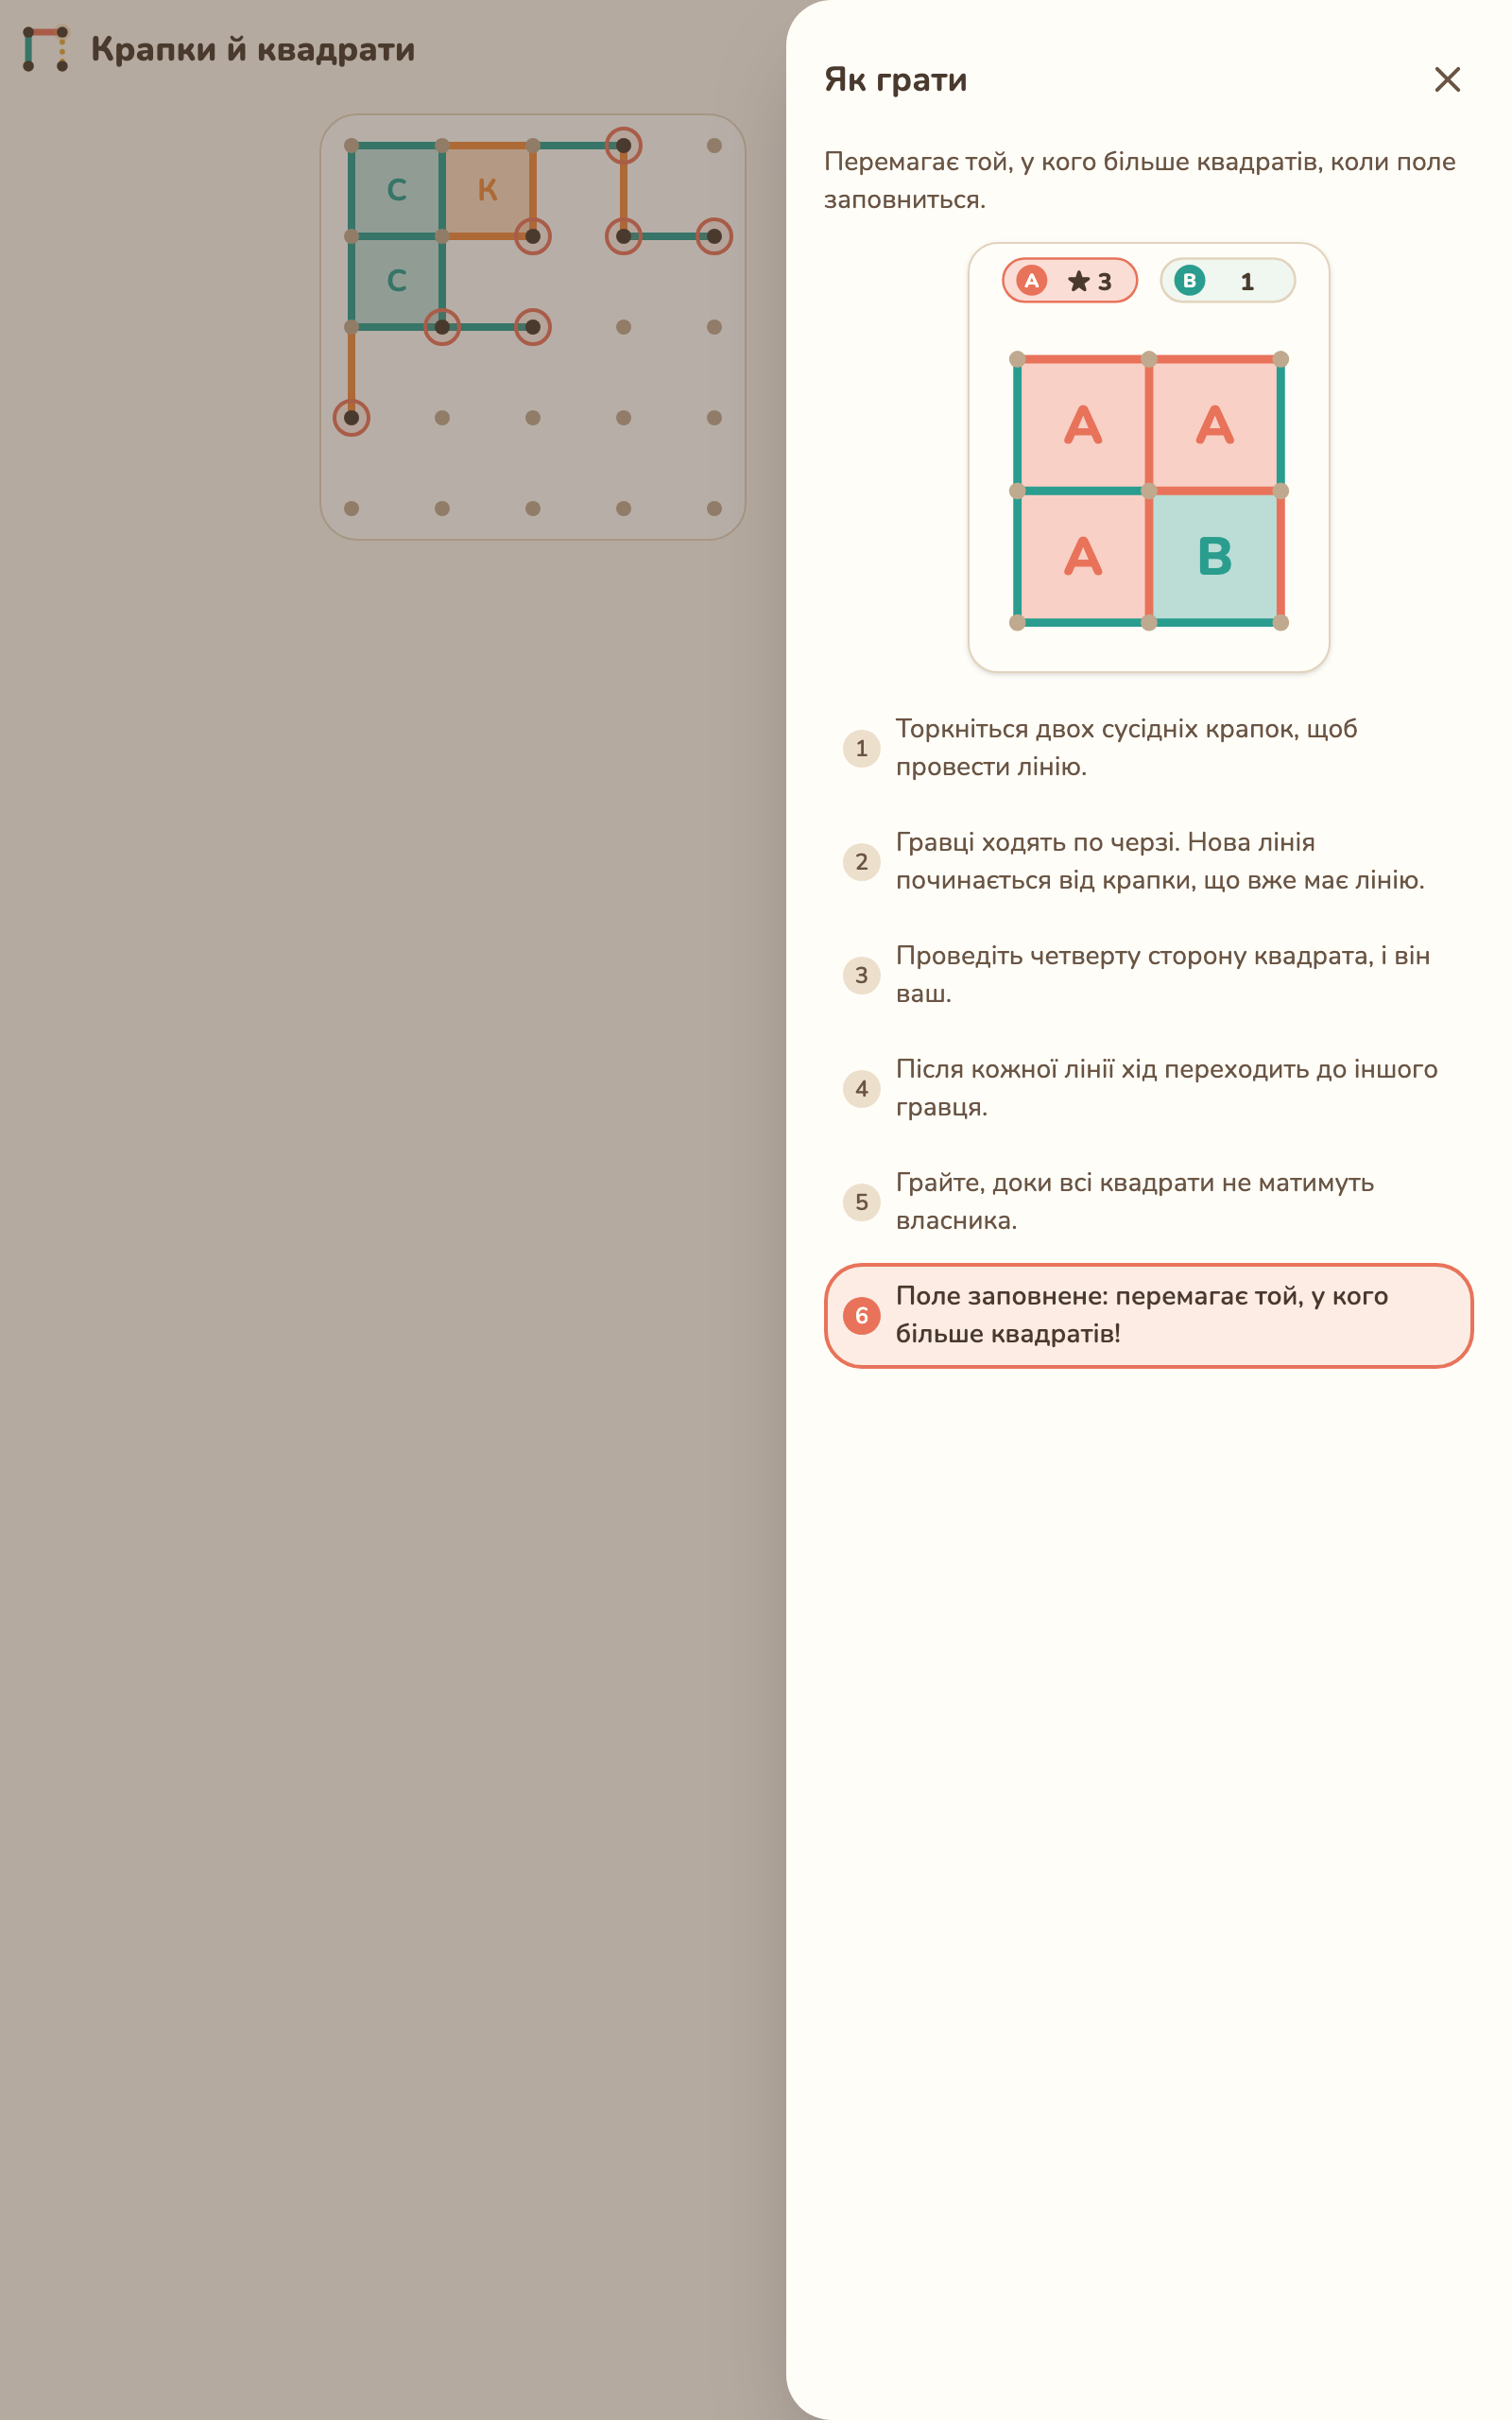 Крапки й квадрати
С К
С
Як грати
Перемагає той, у кого більше квадратів, коли поле
заповниться.
A ★ 3 B 1
A A
A B
1 Торкніться двох сусідніх крапок, щоб
провести лінію.
2 Гравці ходять по черзі. Нова лінія
починається від крапки, що вже має лінію.
3 Проведіть четверту сторону квадрата, і він
ваш.
4 Після кожної лінії хід переходить до іншого
гравця.
5 Грайте, доки всі квадрати не матимуть
власника.
6 Поле заповнене: перемагає той, у кого
більше квадратів!